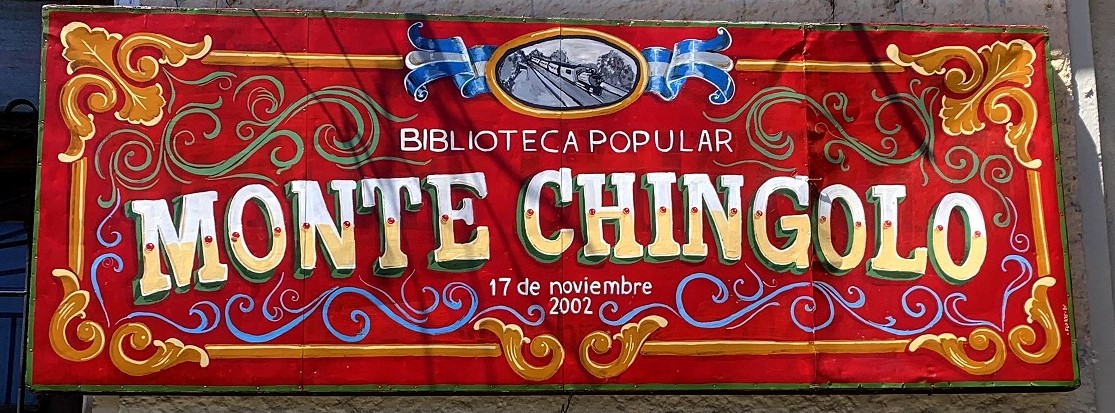 BIBLIOTECA POPULAR
MONTE CHINGOLO
17 de noviembre
2002